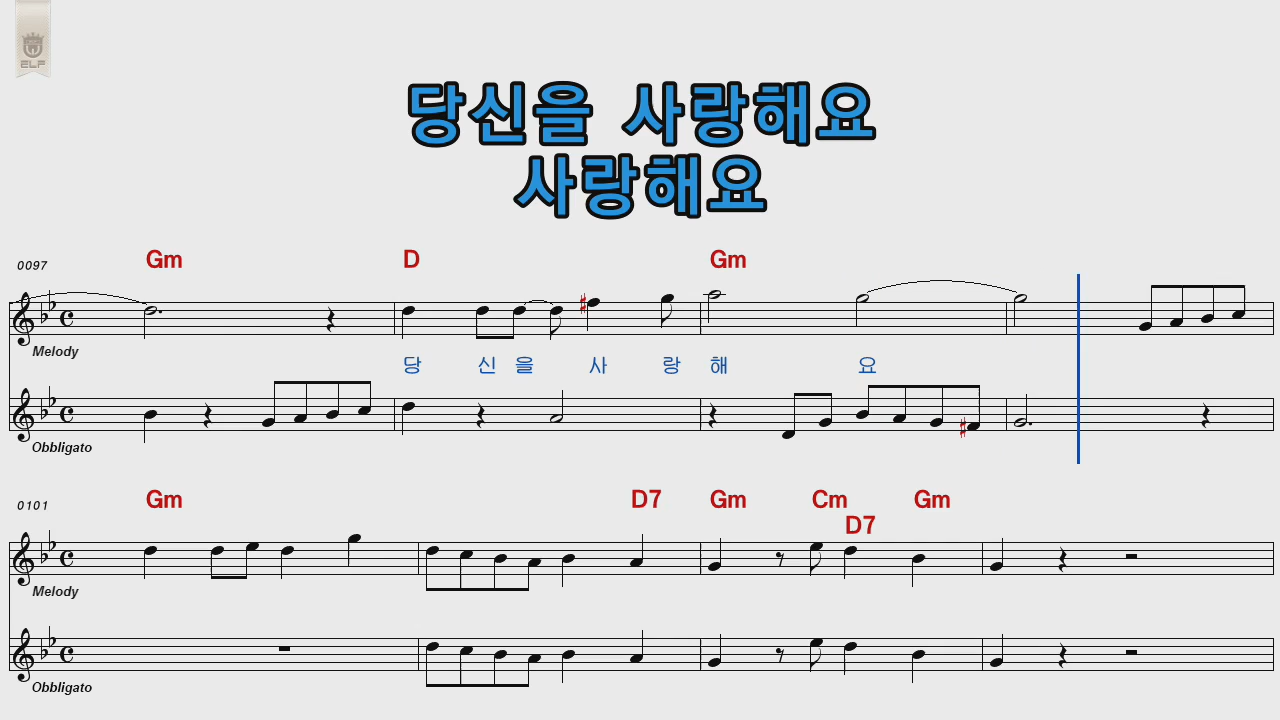 ELF
당신을 사랑해요
사랑해요
0097 Gm D Gm
Melody
당 신 을 사 랑 해 요
Obbligato
0101 Gm D7 Gm Cm Gm
D7
Melody
Obbligato